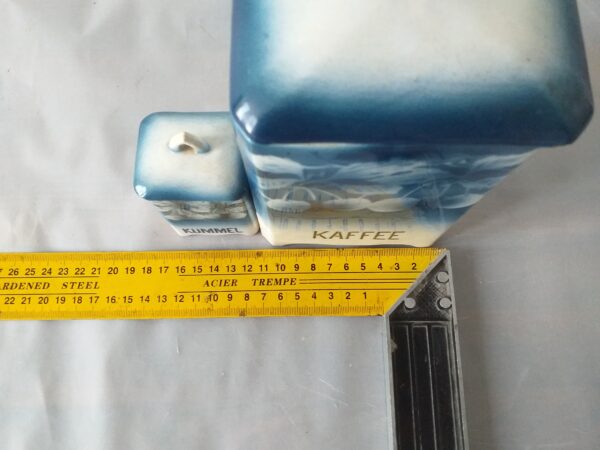 KÜMMEL
KAFFEE
27 26 25 24 23 22 21 20 19 18 17 16 15 14 13 12 11 10 9 8 7 6 5 4 3 2
ARDENED STEEL ACIER TREMPE
22 21 20 19 18 17 16 15 14 13 12 11 10 9 8 7 6 5 4 3 2 1